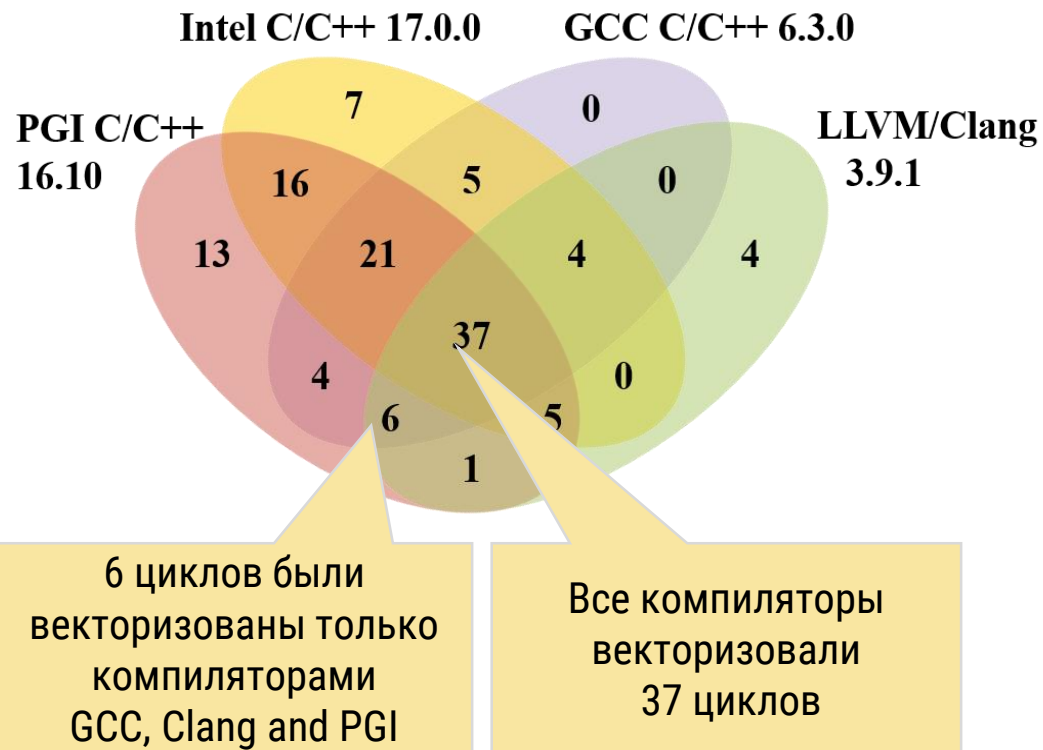 Intel C/C++ 17.0.0
GCC C/C++ 6.3.0
PGI C/C++
16.10
LLVM/Clang
3.9.1
7
0
16
5
0
13
21
4
4
37
4
0
6
5
1
6 циклов были
векторизованы только
компиляторами
GCC, Clang and PGI
Все компиляторы
векторизовали
37 циклов